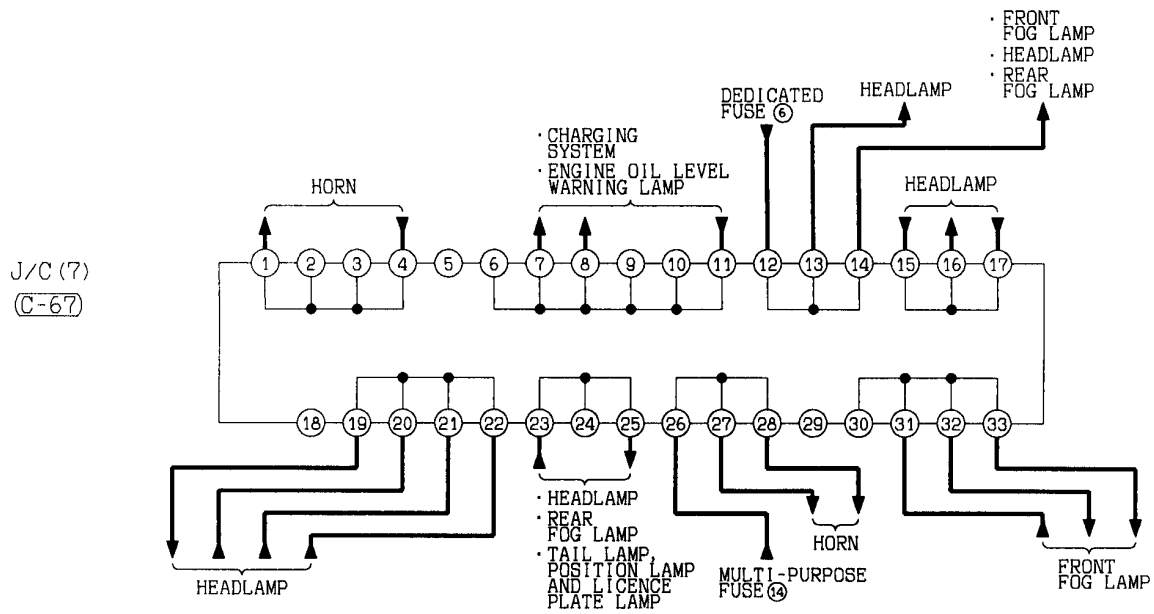 · FRONT
FOG LAMP
· HEADLAMP
· REAR
FOG LAMP
DEDICATED
FUSE ⑥
HEADLAMP
· CHARGING
SYSTEM
· ENGINE OIL LEVEL
WARNING LAMP
HORN
HEADLAMP
J/C (7)
(C-67)
1 2 3 4 5 6 7 8 9 10 11 12 13 14 15 16 17
18 19 20 21 22 23 24 25 26 27 28 29 30 31 32 33
HEADLAMP
· HEADLAMP
· REAR
FOG LAMP
· TAIL LAMP,
POSITION LAMP
AND LICENCE
PLATE LAMP
MULTI-PURPOSE
FUSE ⑭
HORN
FRONT
FOG LAMP